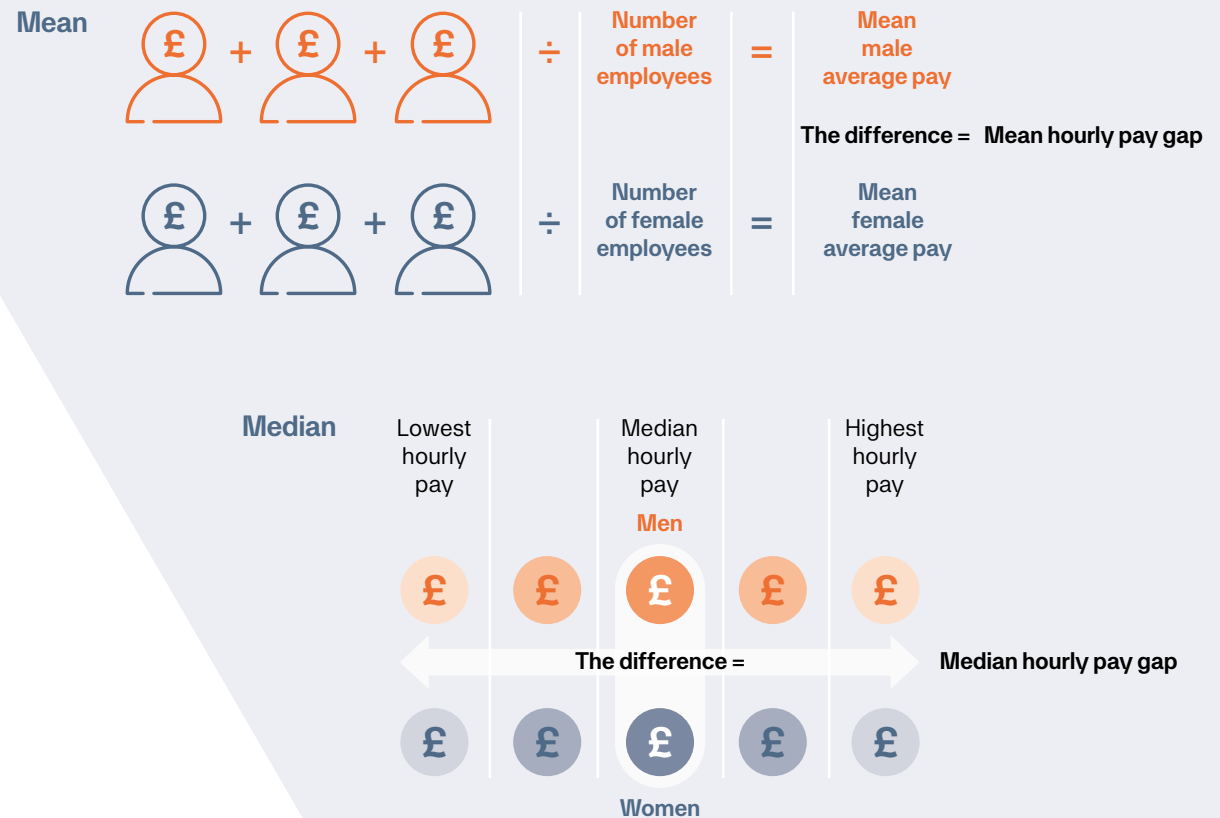 Mean
£ + £ + £ ÷ Number of male employees = Mean male average pay
The difference = Mean hourly pay gap
£ + £ + £ ÷ Number of female employees = Mean female average pay
Median
Lowest hourly pay
Median hourly pay
Highest hourly pay
Men
£ £ £ £ £
The difference = Median hourly pay gap
£ £ £ £ £
Women